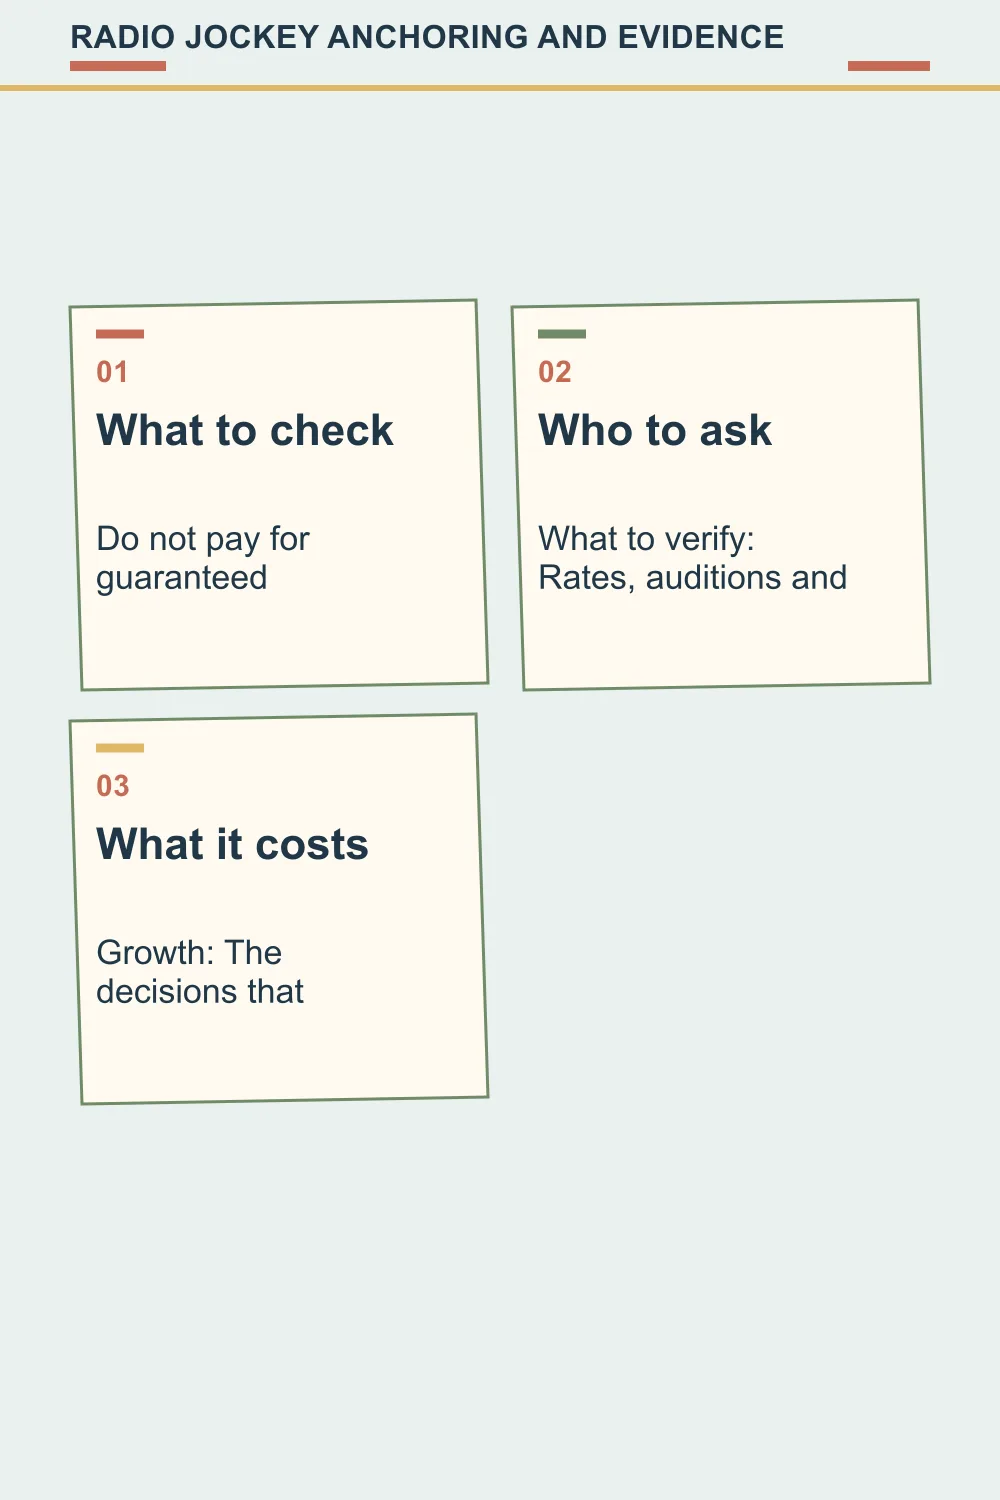 RADIO JOCKEY ANCHORING AND EVIDENCE
01
What to check
Do not pay for
guaranteed
02
Who to ask
What to verify:
Rates, auditions and
03
What it costs
Growth: The
decisions that